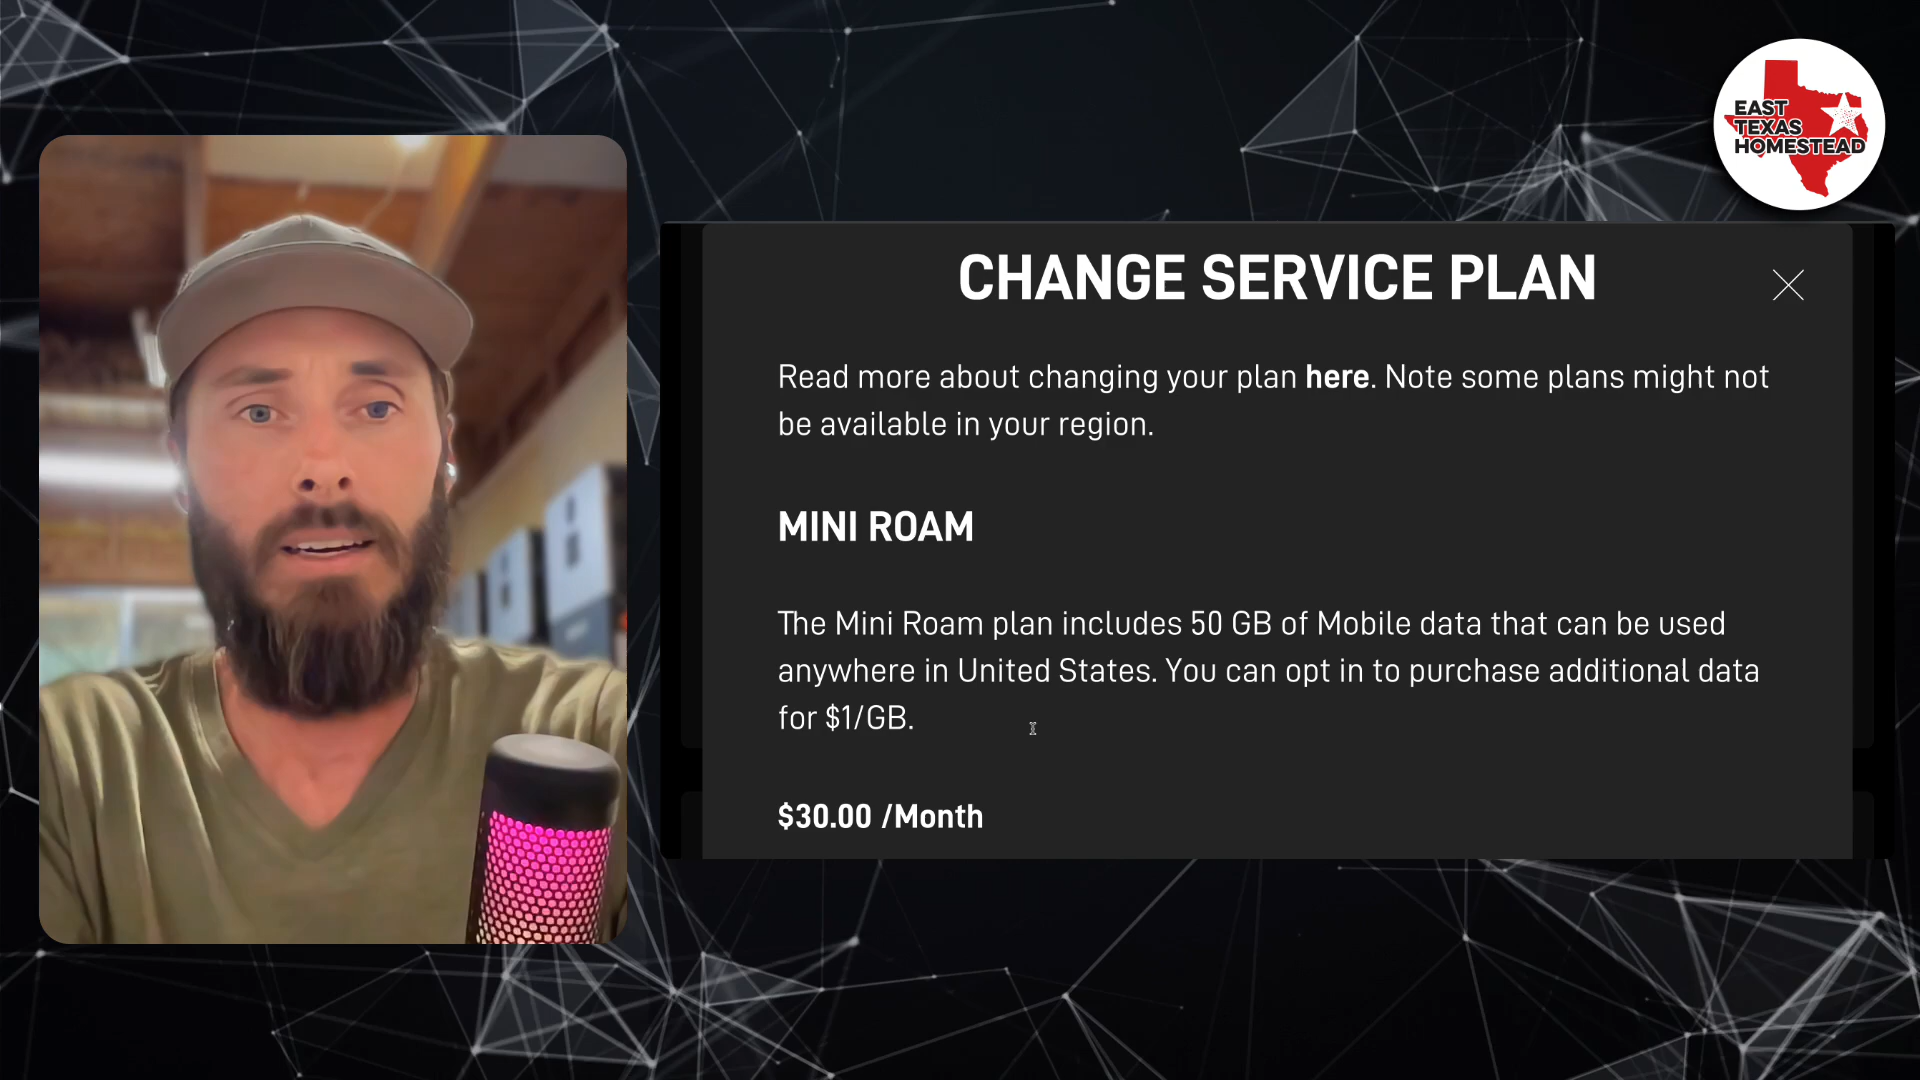 EAST
TEXAS
HOMESTEAD
CHANGE SERVICE PLAN
Read more about changing your plan here. Note some plans might not
be available in your region.
MINI ROAM
The Mini Roam plan includes 50 GB of Mobile data that can be used
anywhere in United States. You can opt in to purchase additional data
for $1/GB.
$30.00 /Month